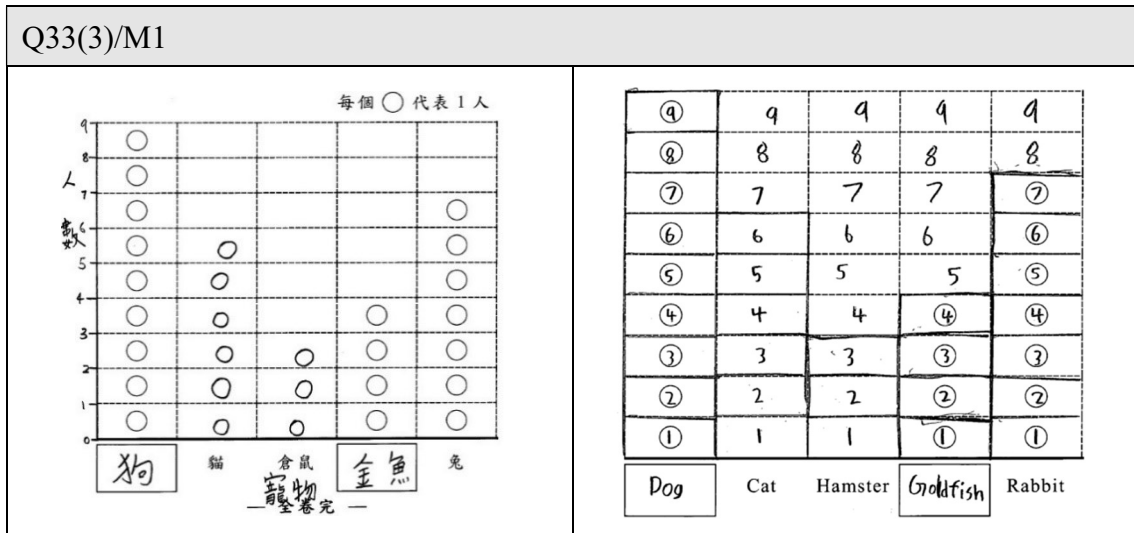 Q33(3)/M1
每個 ○ 代表 1 人
9
8
人 7
數 6
5
4
3
2
1
0
狗 貓 倉鼠 金魚 兔
寵物
— 全卷完 —
⑨ 9 9 9 9
⑧ 8 8 8 8
⑦ 7 7 7 ⑦
⑥ 6 6 6 ⑥
⑤ 5 5 5 ⑤
④ 4 4 ④ ④
③ 3 3 ③ ③
② 2 2 ② ②
① 1 1 ① ①
Dog Cat Hamster Goldfish Rabbit